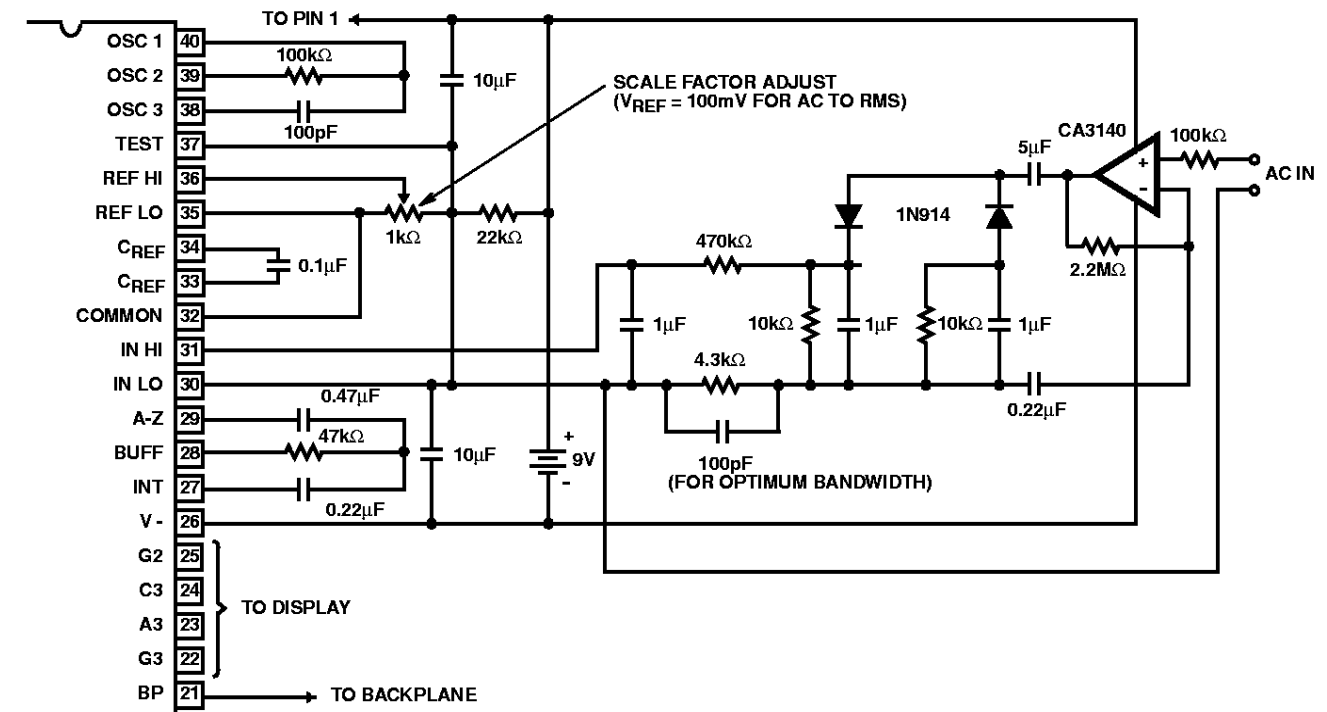 TO PIN 1
OSC 1 40
100kΩ
OSC 2 39
OSC 3 38
100pF
10μF
SCALE FACTOR ADJUST
(VREF = 100mV FOR AC TO RMS)
TEST 37
REF HI 36
REF LO 35
1kΩ
22kΩ
CREF 34
0.1μF
CREF 33
COMMON 32
IN HI 31
IN LO 30
0.47μF
A-Z 29
47kΩ
BUFF 28
INT 27
0.22μF
V - 26
10μF
+
9V
-
G2 25
C3 24
A3 23
G3 22
TO DISPLAY
BP 21
TO BACKPLANE
CA3140
100kΩ
5μF
+
-
AC IN
1N914
2.2MΩ
470kΩ
1μF
10kΩ
1μF
10kΩ
1μF
4.3kΩ
0.22μF
100pF
(FOR OPTIMUM BANDWIDTH)